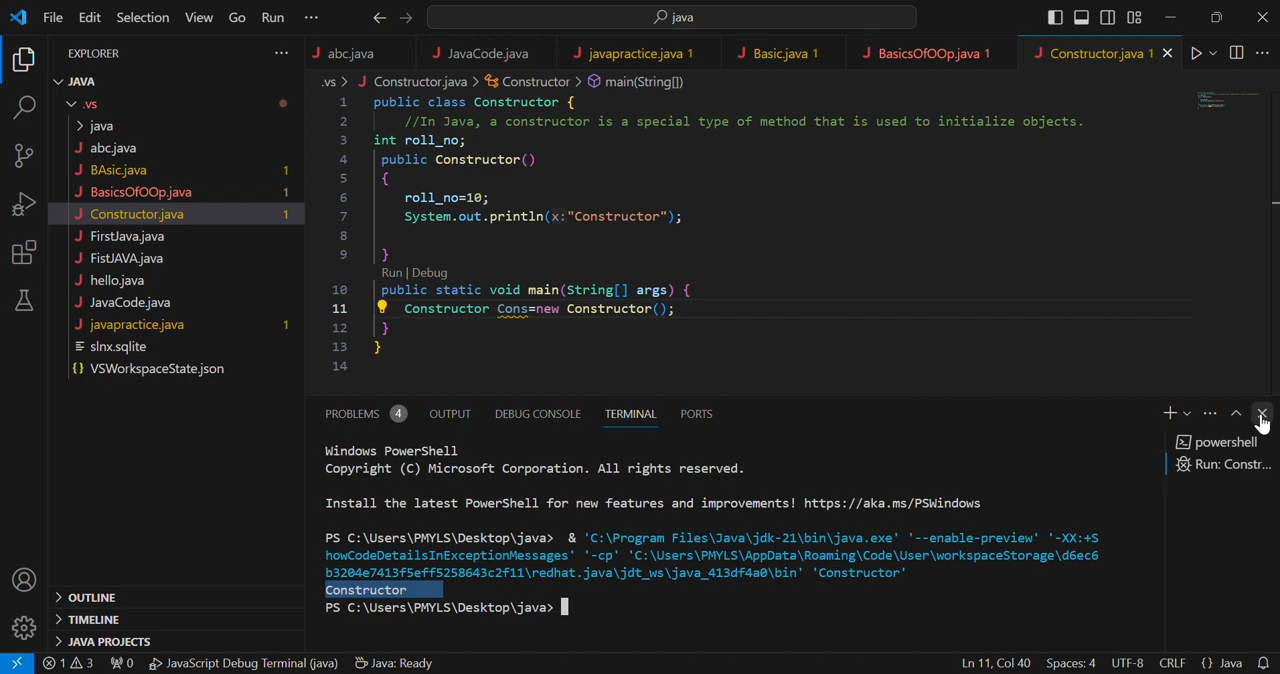 File Edit Selection View Go Run ···
java
EXPLORER ···
JAVA
.vs
java
abc.java
BAsic.java 1
BasicsOfOOp.java 1
Constructor.java 1
FirstJava.java
FistJAVA.java
hello.java
JavaCode.java
javapractice.java 1
slnx.sqlite
{} VSWorkspaceState.json
OUTLINE
TIMELINE
JAVA PROJECTS
J abc.java J JavaCode.java J javapractice.java 1 J Basic.java 1 J BasicsOfOOp.java 1 J Constructor.java 1
.vs > J Constructor.java > Constructor > main(String[])
1 public class Constructor {
2 //In Java, a constructor is a special type of method that is used to initialize objects.
3 int roll_no;
4 public Constructor()
5 {
6 roll_no=10;
7 System.out.println(x:"Constructor");
8
9 }
Run | Debug
10 public static void main(String[] args) {
11 Constructor Cons=new Constructor();
12 }
13 }
14
PROBLEMS 4 OUTPUT DEBUG CONSOLE TERMINAL PORTS
powershell
Run: Constr...
Windows PowerShell
Copyright (C) Microsoft Corporation. All rights reserved.
Install the latest PowerShell for new features and improvements! https://aka.ms/PSWindows
PS C:\Users\PMYLS\Desktop\java> & 'C:\Program Files\Java\jdk-21\bin\java.exe' '--enable-preview' '-XX:+S
howCodeDetailsInExceptionMessages' '-cp' 'C:\Users\PMYLS\AppData\Roaming\Code\User\workspaceStorage\d6ec6
b3204e7413f5eff5258643c2f11\redhat.java\jdt_ws\java_413df4a0\bin' 'Constructor'
Constructor
PS C:\Users\PMYLS\Desktop\java>
1 3 0 JavaScript Debug Terminal (java) Java: Ready Ln 11, Col 40 Spaces: 4 UTF-8 CRLF {} Java